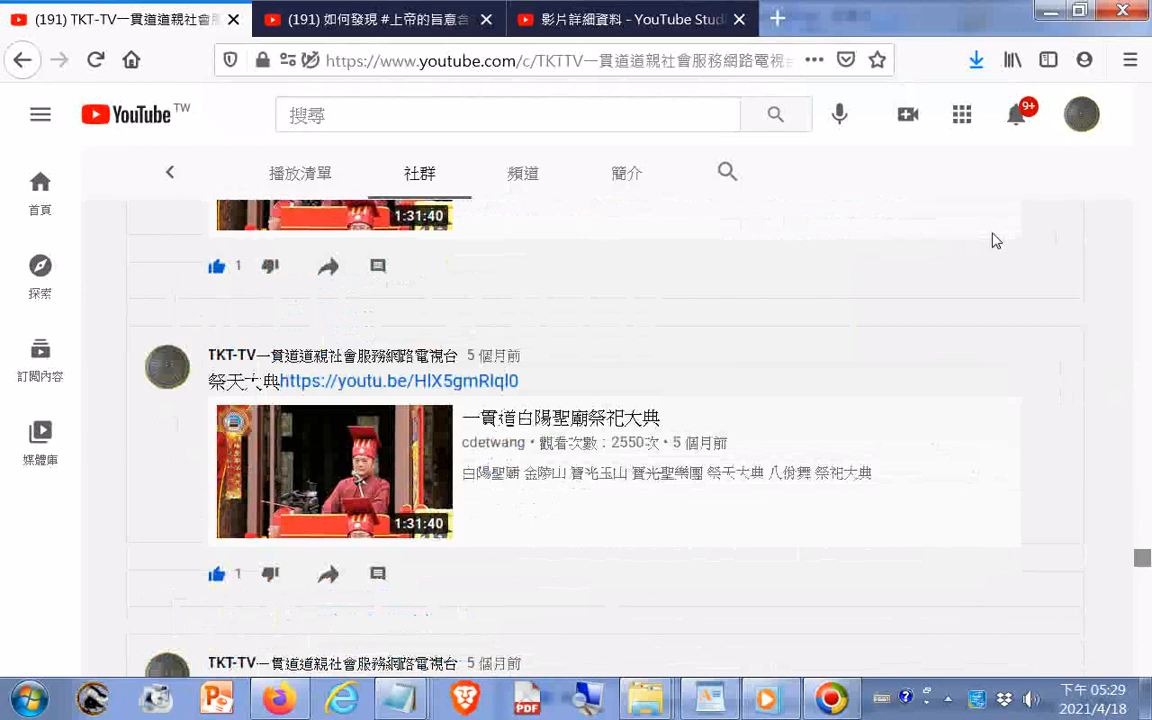 (191) TKT-TV一貫道道親社會服
(191) 如何發現 #上帝的旨意含
影片詳細資料 - YouTube Stud
https://www.youtube.com/c/TKTTV一貫道道親社會服務網路電視台
YouTube TW
搜尋
9+
播放清單
社群
頻道
簡介
首頁
探索
訂閱內容
媒體庫
1:31:40
1
TKT-TV一貫道道親社會服務網路電視台 5 個月前
祭天大典https://youtu.be/HlX5gmRlql0
一貫道白陽聖廟祭祀大典
cdetwang・觀看次數：2550次・5 個月前
白陽聖廟 金陵山 寶光玉山 寶光聖樂團 祭天大典 八佾舞 祭祀大典
1:31:40
1
TKT-TV一貫道道親社會服務網路電視台 5 個月前
PDF
下午 05:29
2021/4/18